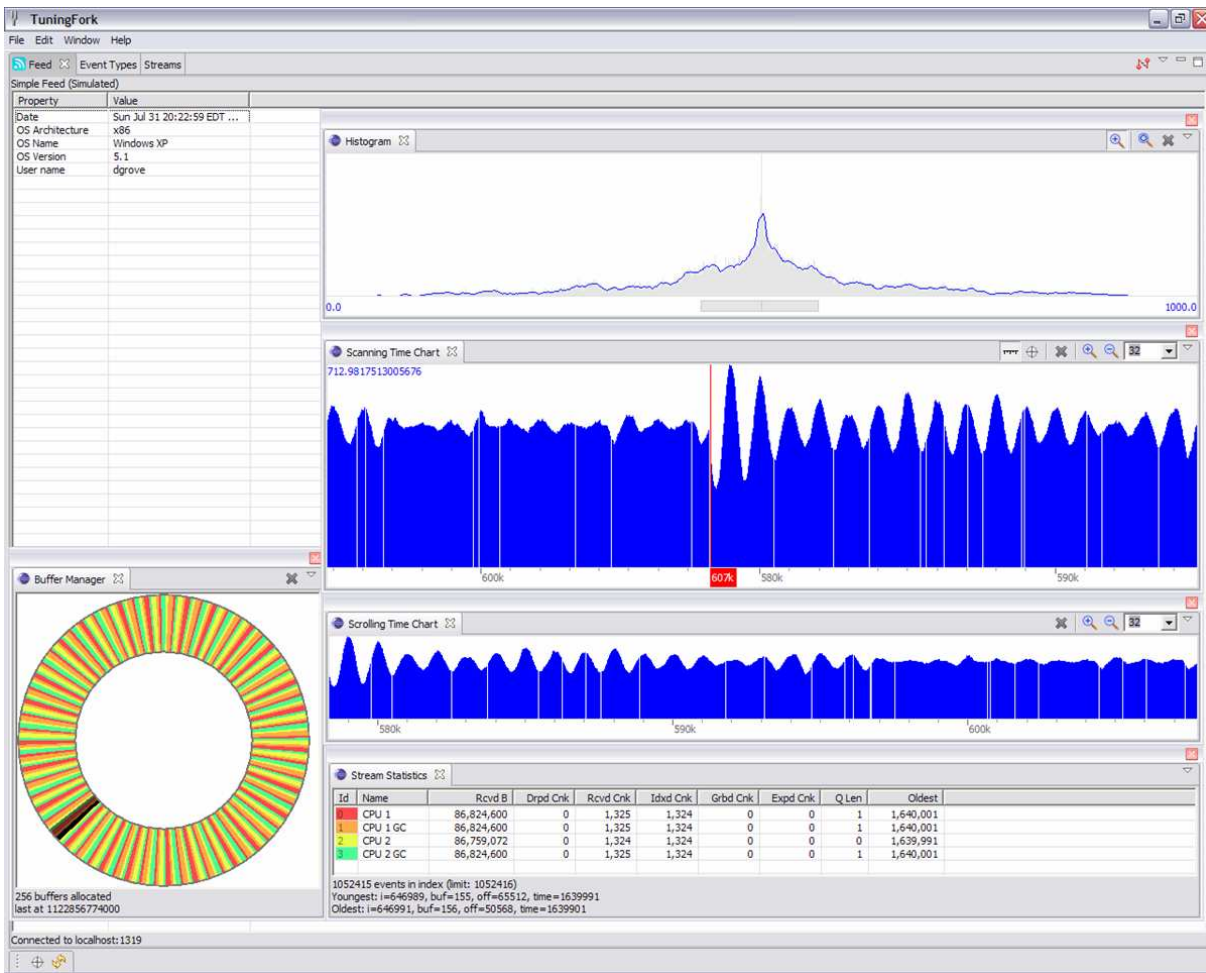 TuningFork
File Edit Window Help
Feed Event Types Streams
Simple Feed (Simulated)
Property Value
Date Sun Jul 31 20:22:59 EDT ...
OS Architecture x86
OS Name Windows XP
OS Version 5.1
User name dgrove
Histogram
0.0 1000.0
Scanning Time Chart 32
712.9817513005676
600k 607k 580k 590k
Buffer Manager
256 buffers allocated
last at 1122856774000
Scrolling Time Chart 32
580k 590k 600k
Stream Statistics
Id Name Rcvd B Drpd Cnk Rcvd Cnk Idxd Cnk Grbd Cnk Expd Cnk Q Len Oldest
0 CPU 1 86,824,600 0 1,325 1,324 0 0 1 1,640,001
1 CPU 1 GC 86,824,600 0 1,325 1,324 0 0 1 1,640,001
2 CPU 2 86,759,072 0 1,324 1,324 0 0 0 1,639,991
3 CPU 2 GC 86,824,600 0 1,325 1,324 0 0 1 1,640,001
1052415 events in index (limit: 1052416)
Youngest: i=646989, buf=155, off=65512, time=1639991
Oldest: i=646991, buf=156, off=50568, time=1639901
Connected to localhost:1319